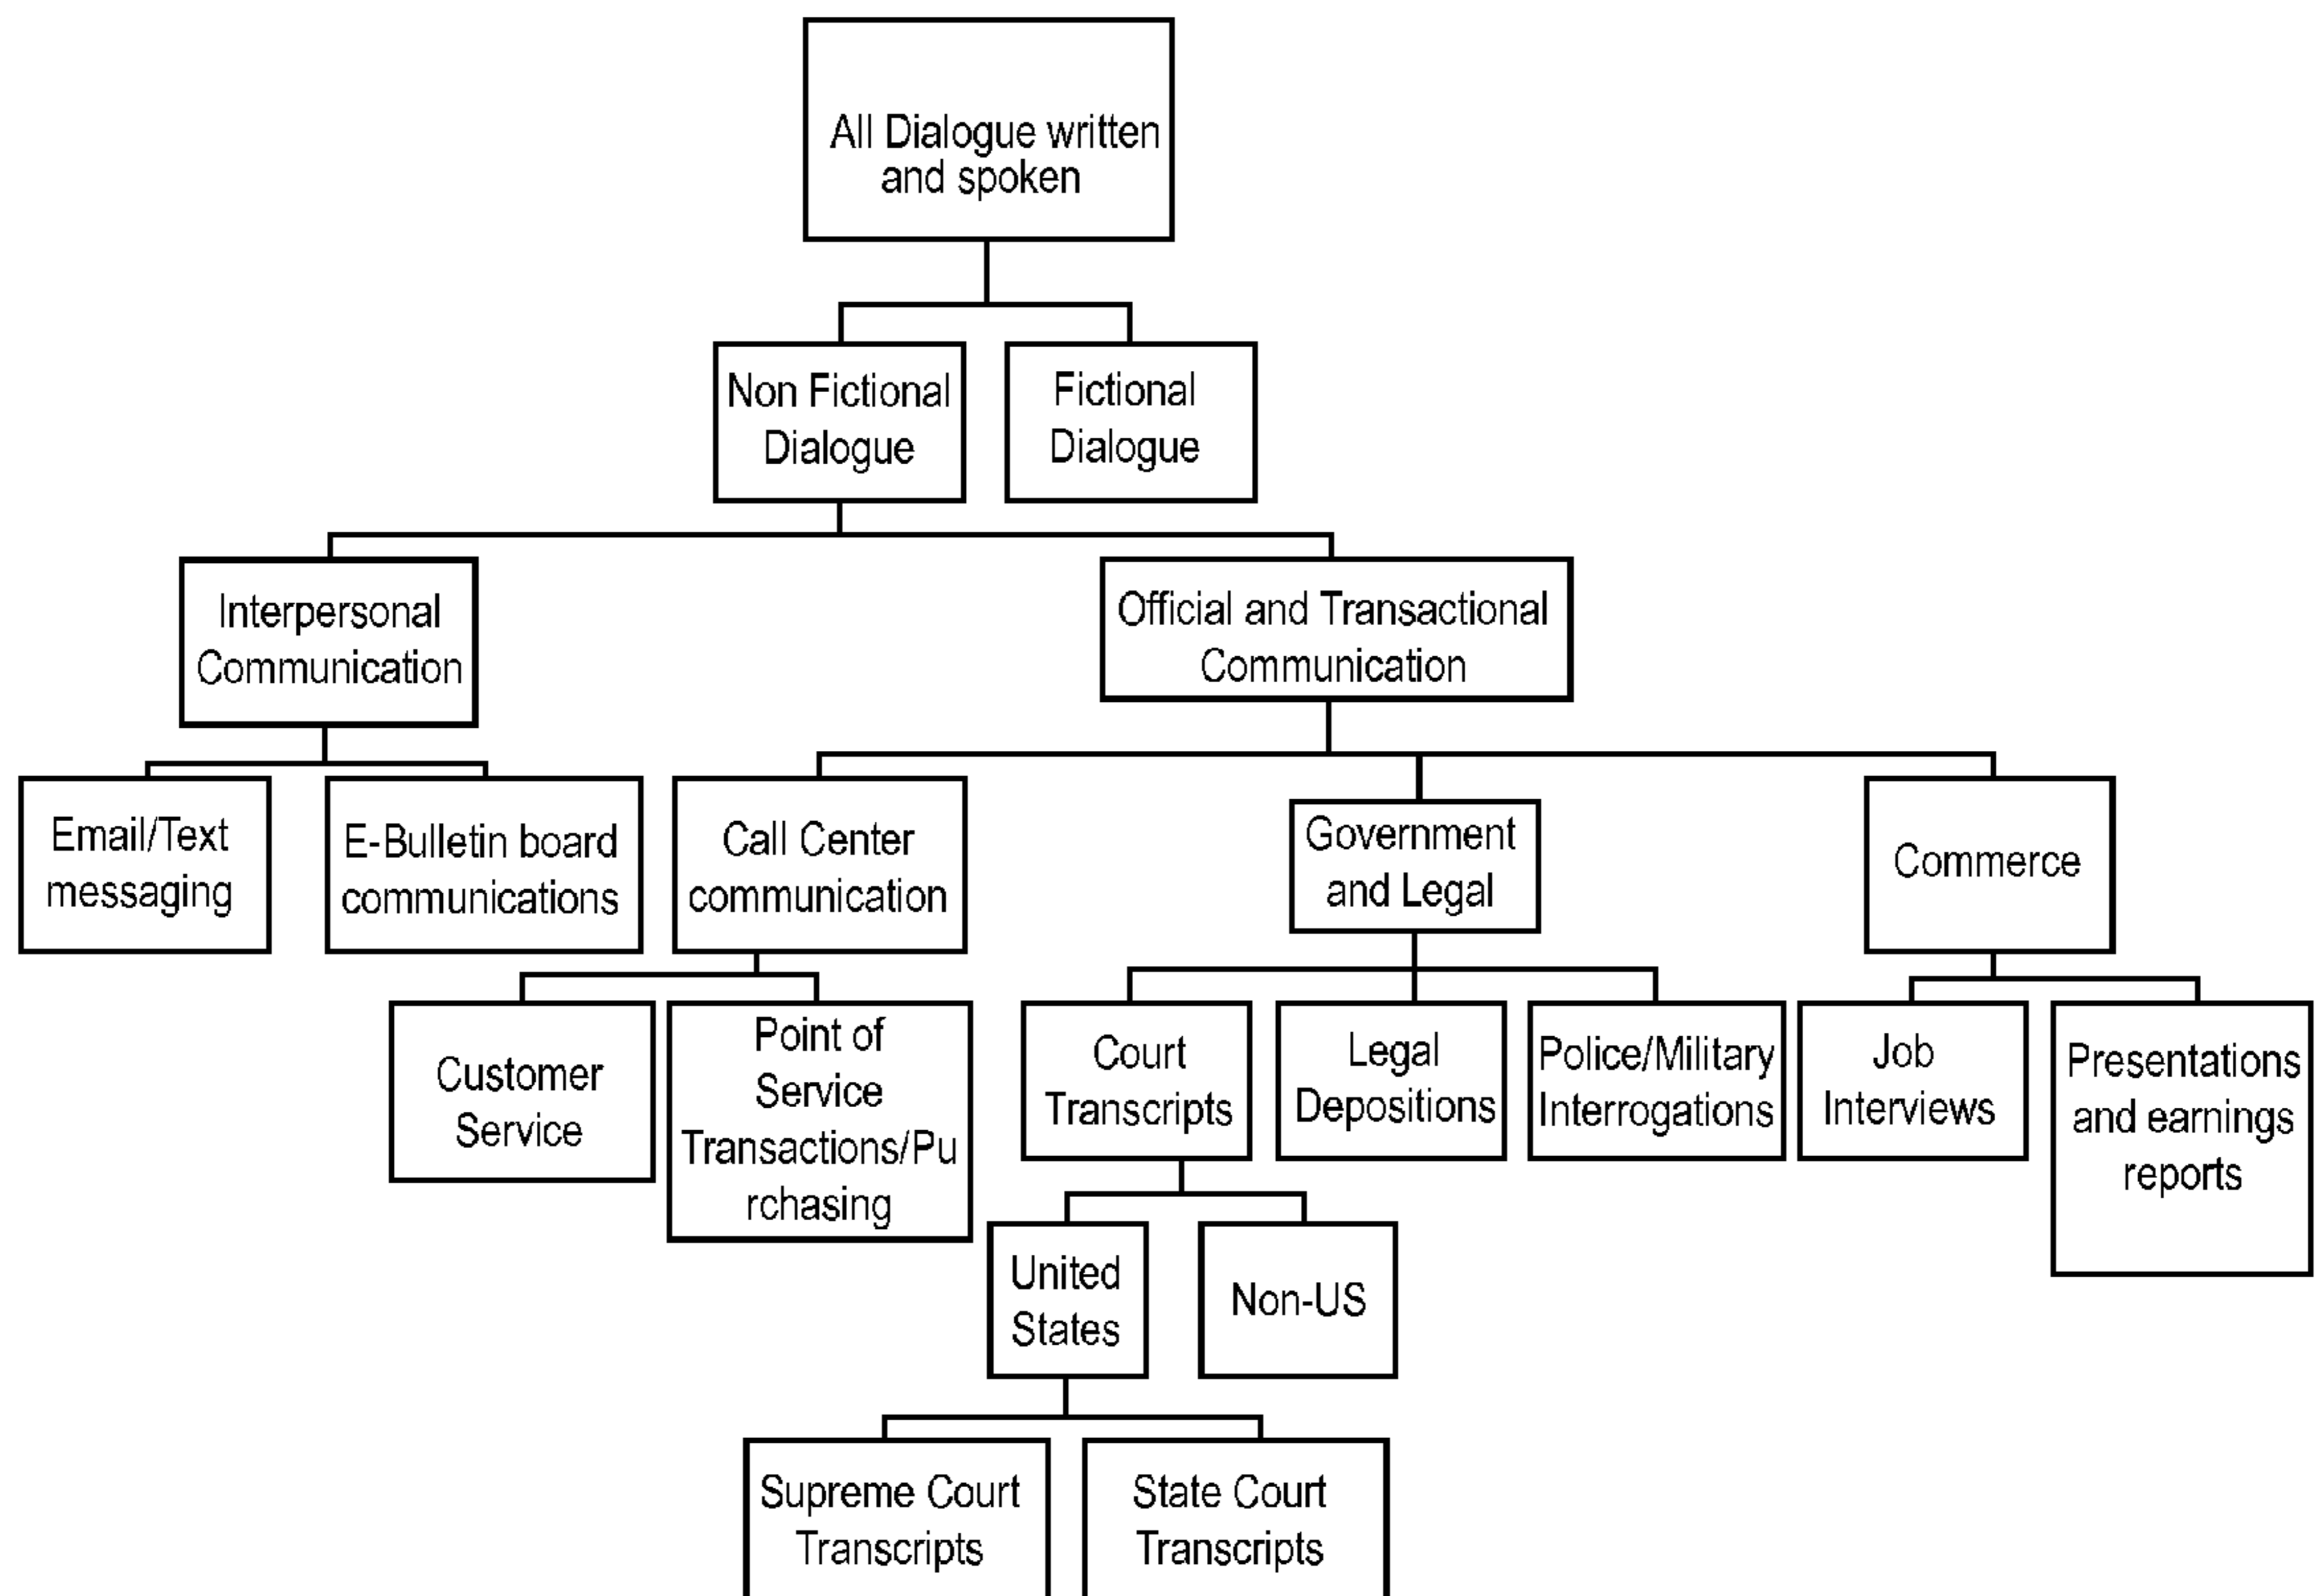 All Dialogue written
and spoken
Non Fictional
Dialogue
Fictional
Dialogue
Interpersonal
Communication
Official and Transactional
Communication
Email/Text
messaging
E-Bulletin board
communications
Call Center
communication
Government
and Legal
Commerce
Customer
Service
Point of
Service
Transactions/Pu
rchasing
Court
Transcripts
Legal
Depositions
Police/Military
Interrogations
Job
Interviews
Presentations
and earnings
reports
United
States
Non-US
Supreme Court
Transcripts
State Court
Transcripts